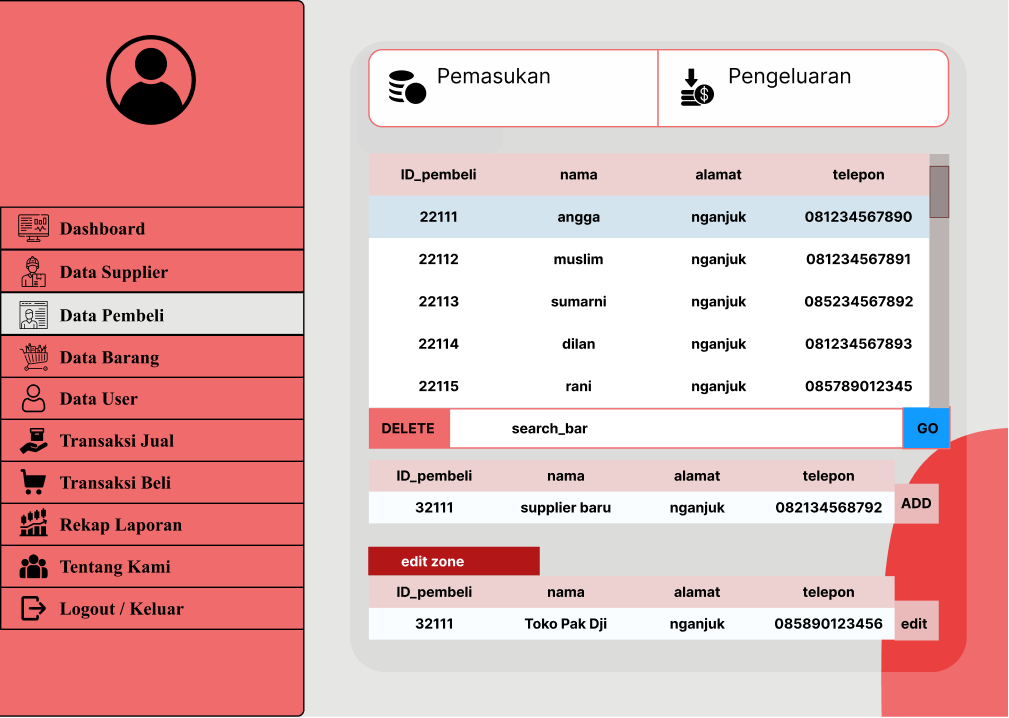 Dashboard
Data Supplier
Data Pembeli
Data Barang
Data User
Transaksi Jual
Transaksi Beli
Rekap Laporan
Tentang Kami
Logout / Keluar
Pemasukan Pengeluaran
ID_pembeli nama alamat telepon
22111 angga nganjuk 081234567890
22112 muslim nganjuk 081234567891
22113 sumarni nganjuk 085234567892
22114 dilan nganjuk 081234567893
22115 rani nganjuk 085789012345
DELETE search_bar GO
ID_pembeli nama alamat telepon
32111 supplier baru nganjuk 082134568792 ADD
edit zone
ID_pembeli nama alamat telepon
32111 Toko Pak Dji nganjuk 085890123456 edit